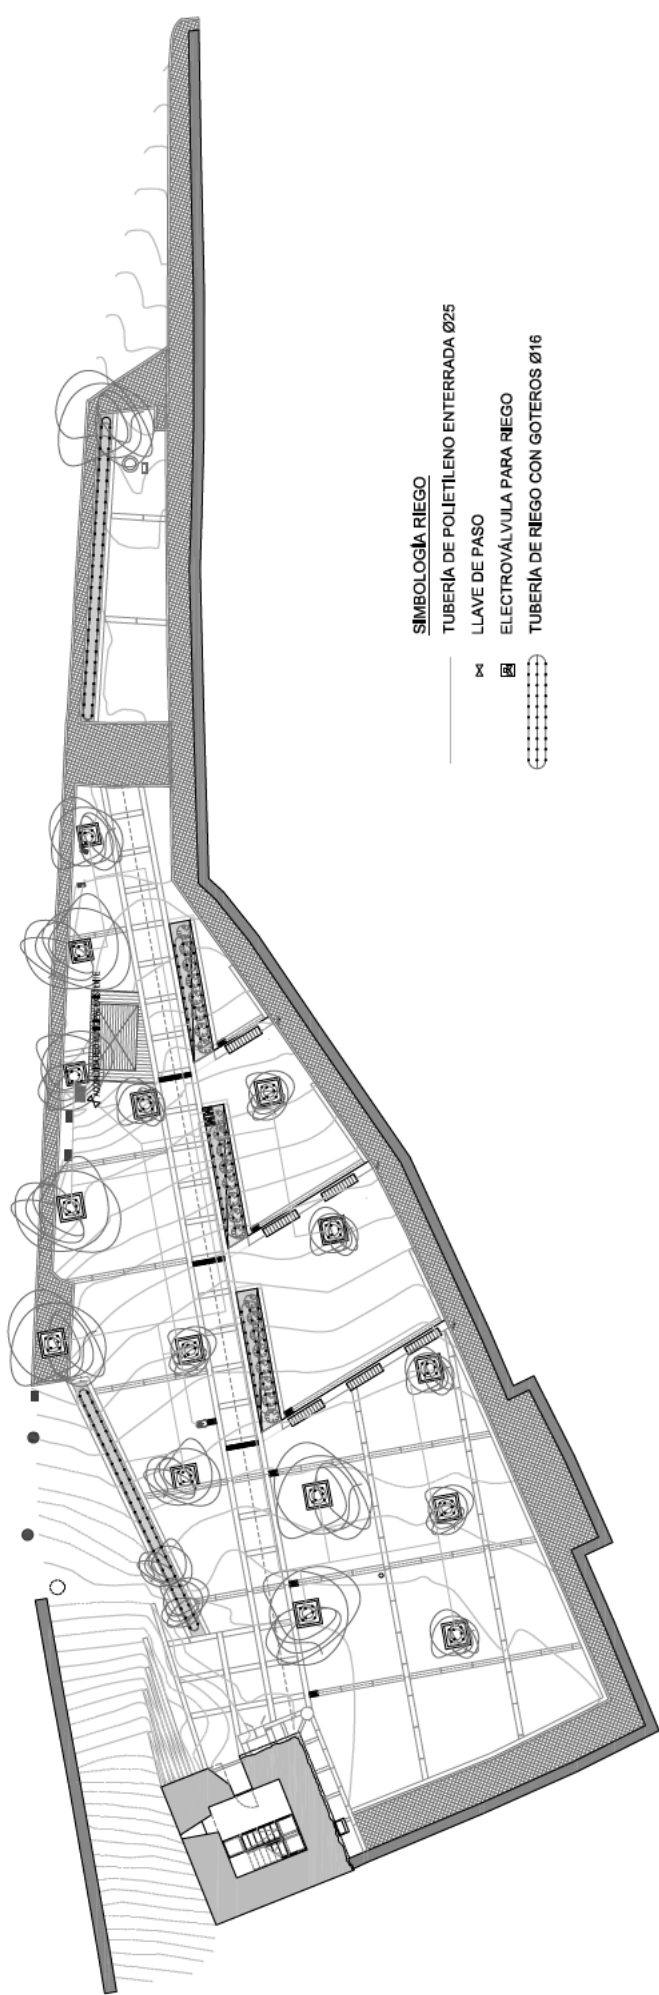 SIMBOLOGÍA RIEGO
TUBERÍA DE POLIETILENO ENTERRADA Ø25
LLAVE DE PASO
ELECTROVÁLVULA PARA RIEGO
TUBERÍA DE RIEGO CON GOTEROS Ø16